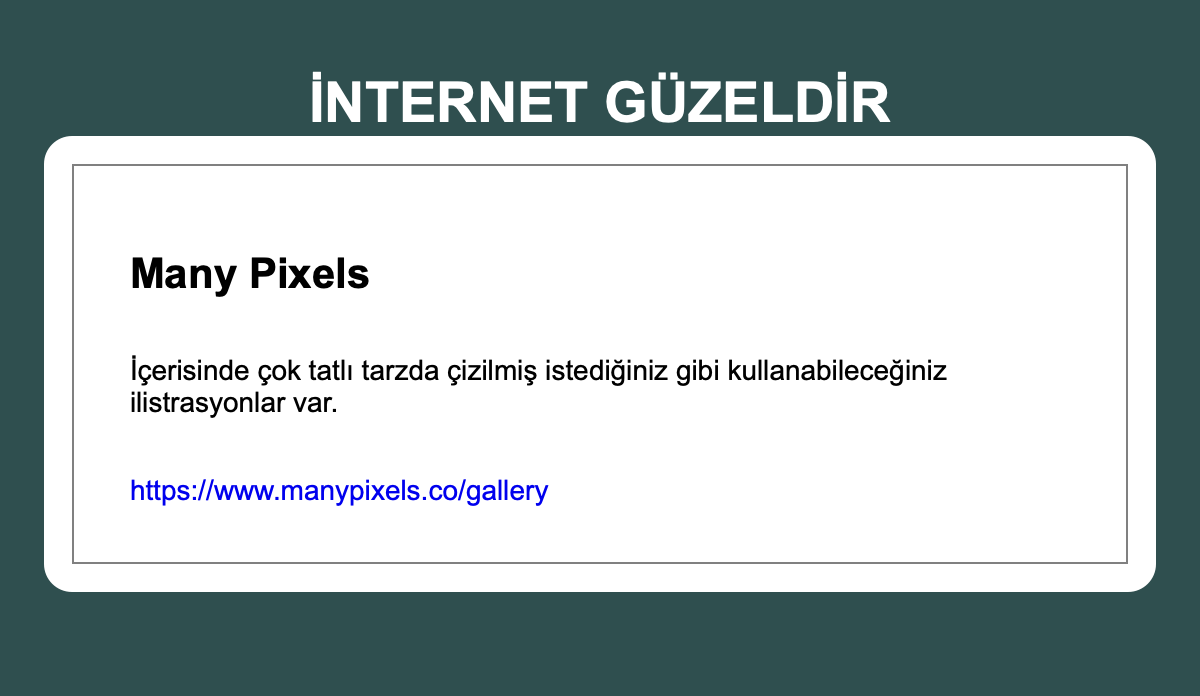 İNTERNET GÜZELDİR
Many Pixels
İçerisinde çok tatlı tarzda çizilmiş istediğiniz gibi kullanabileceğiniz
ilistrasyonlar var.
https://www.manypixels.co/gallery